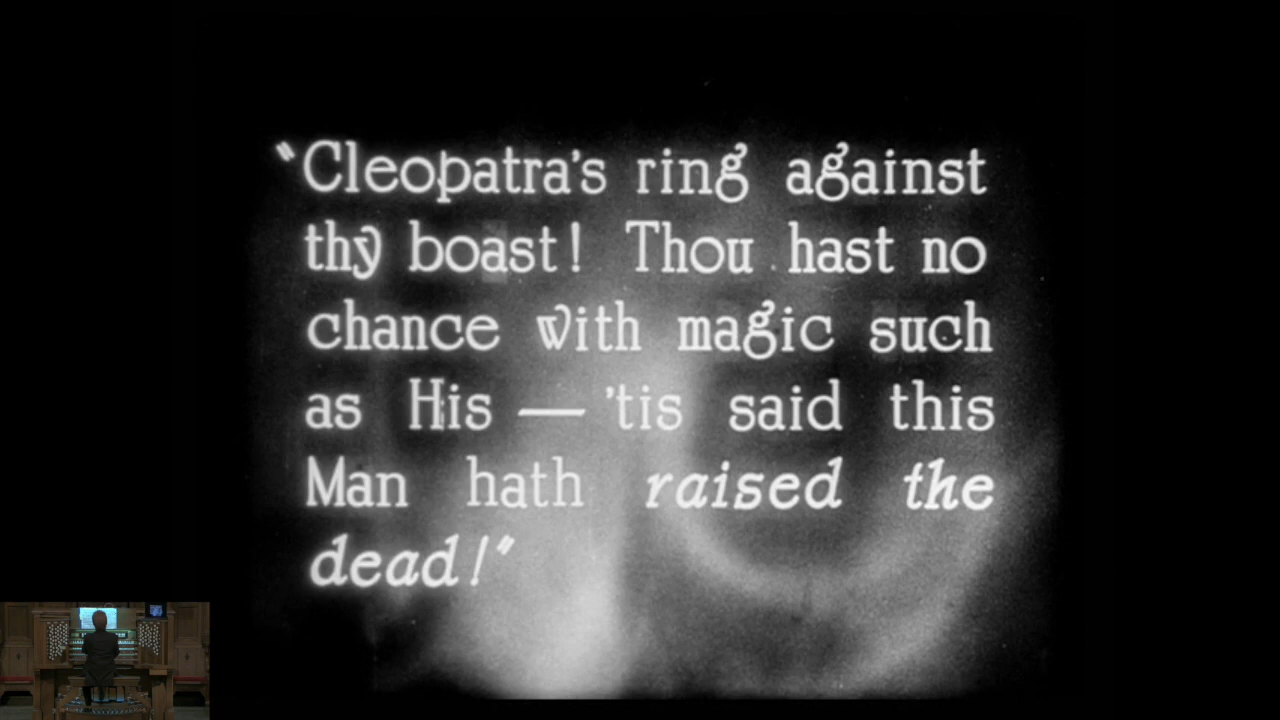 “Cleopatra's ring against
thy boast! Thou hast no
chance with magic such
as His — 'tis said this
Man hath raised the
dead!”